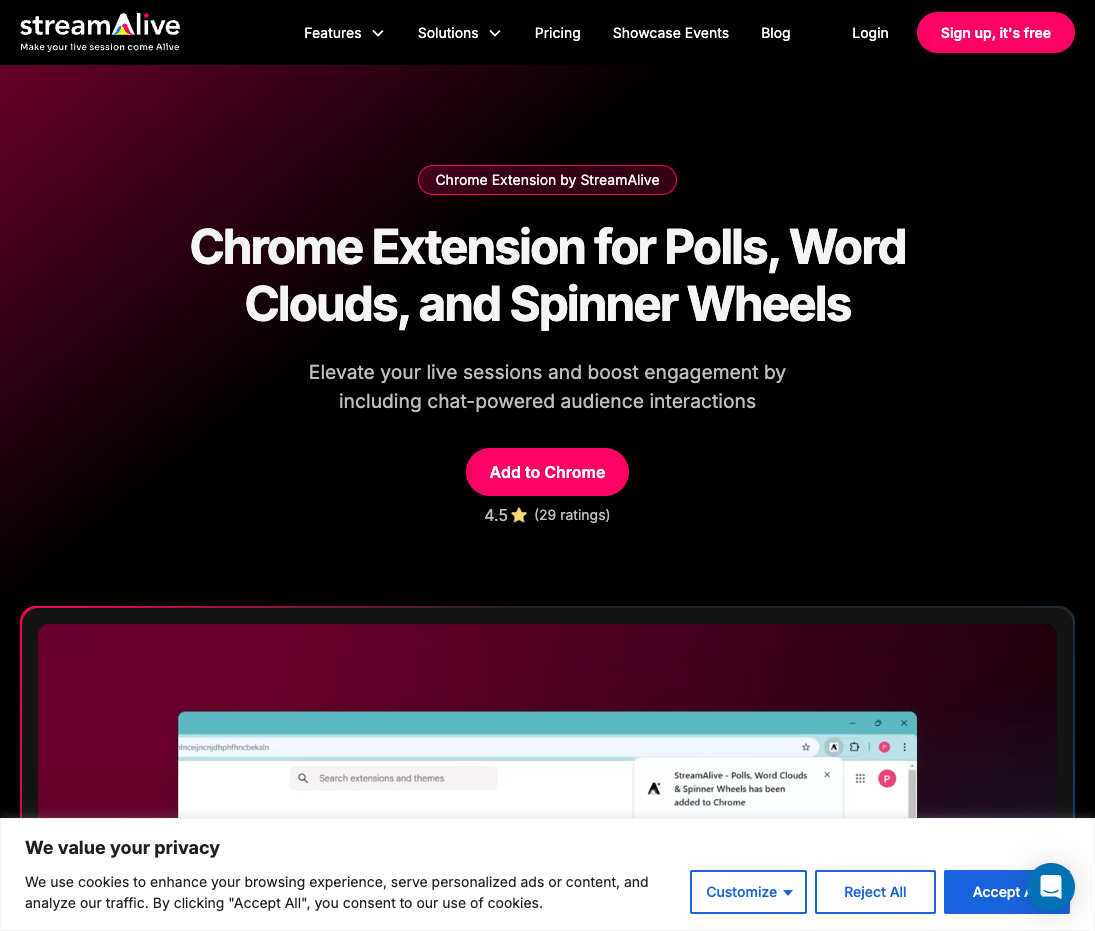 streamAlive
Make your live session come Alive
Features
Solutions
Pricing
Showcase Events
Blog
Login
Sign up, it's free
Chrome Extension by StreamAlive
Chrome Extension for Polls, Word
Clouds, and Spinner Wheels
Elevate your live sessions and boost engagement by
including chat-powered audience interactions
Add to Chrome
4.5 ⭐ (29 ratings)
Search extensions and themes
StreamAlive - Polls, Word Clouds
& Spinner Wheels has been
added to Chrome
P
P
We value your privacy
We use cookies to enhance your browsing experience, serve personalized ads or content, and
analyze our traffic. By clicking "Accept All", you consent to our use of cookies.
Customize
Reject All
Accept